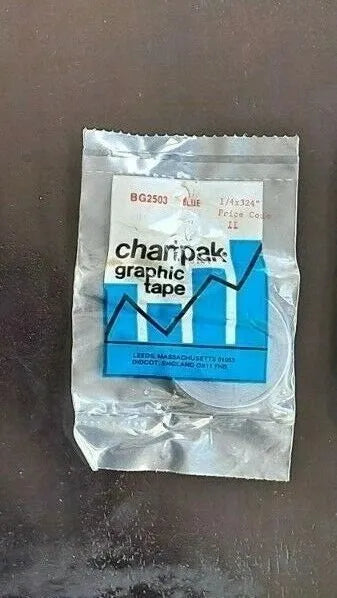 BG2503 BLUE 1/4x324"
Price Code
II
chartpak
graphic
tape
LEEDS, MASSACHUSETTS 01053
DIDCOT, ENGLAND OX11 7HB